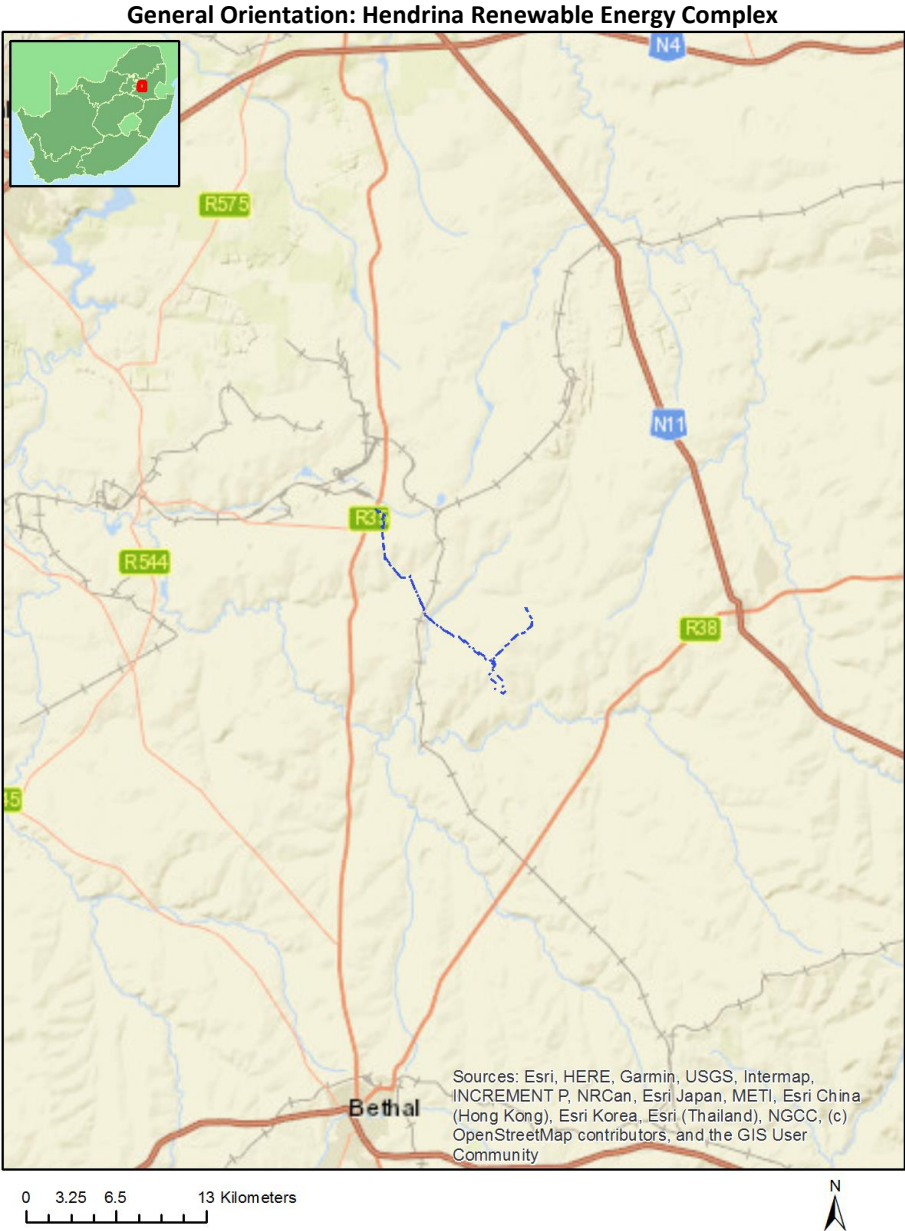 General Orientation: Hendrina Renewable Energy Complex
N4
R575
N11
R35
R544
R38
45
Bethal
Sources: Esri, HERE, Garmin, USGS, Intermap,
INCREMENT P, NRCan, Esri Japan, METI, Esri China
(Hong Kong), Esri Korea, Esri (Thailand), NGCC, (c)
OpenStreetMap contributors, and the GIS User
Community
0 3.25 6.5 13 Kilometers
N